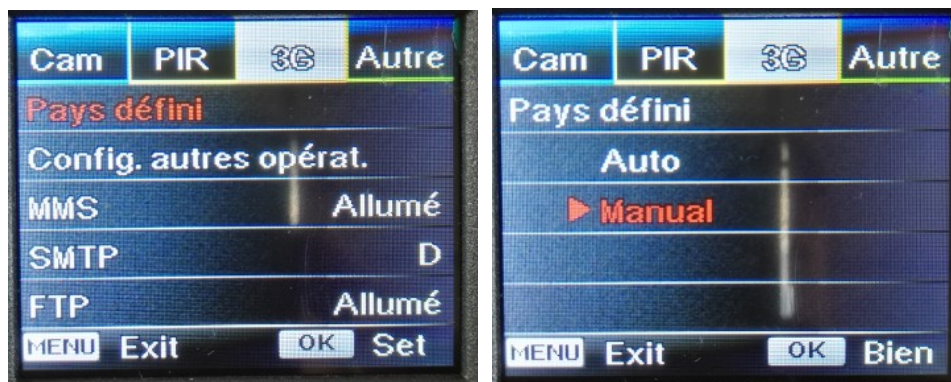 Cam PIR 3G Autre
Pays défini
Config. autres opérat.
MMS Allumé
SMTP D
FTP Allumé
MENU Exit OK Set
Cam PIR 3G Autre
Pays défini
Auto
Manual
MENU Exit OK Bien